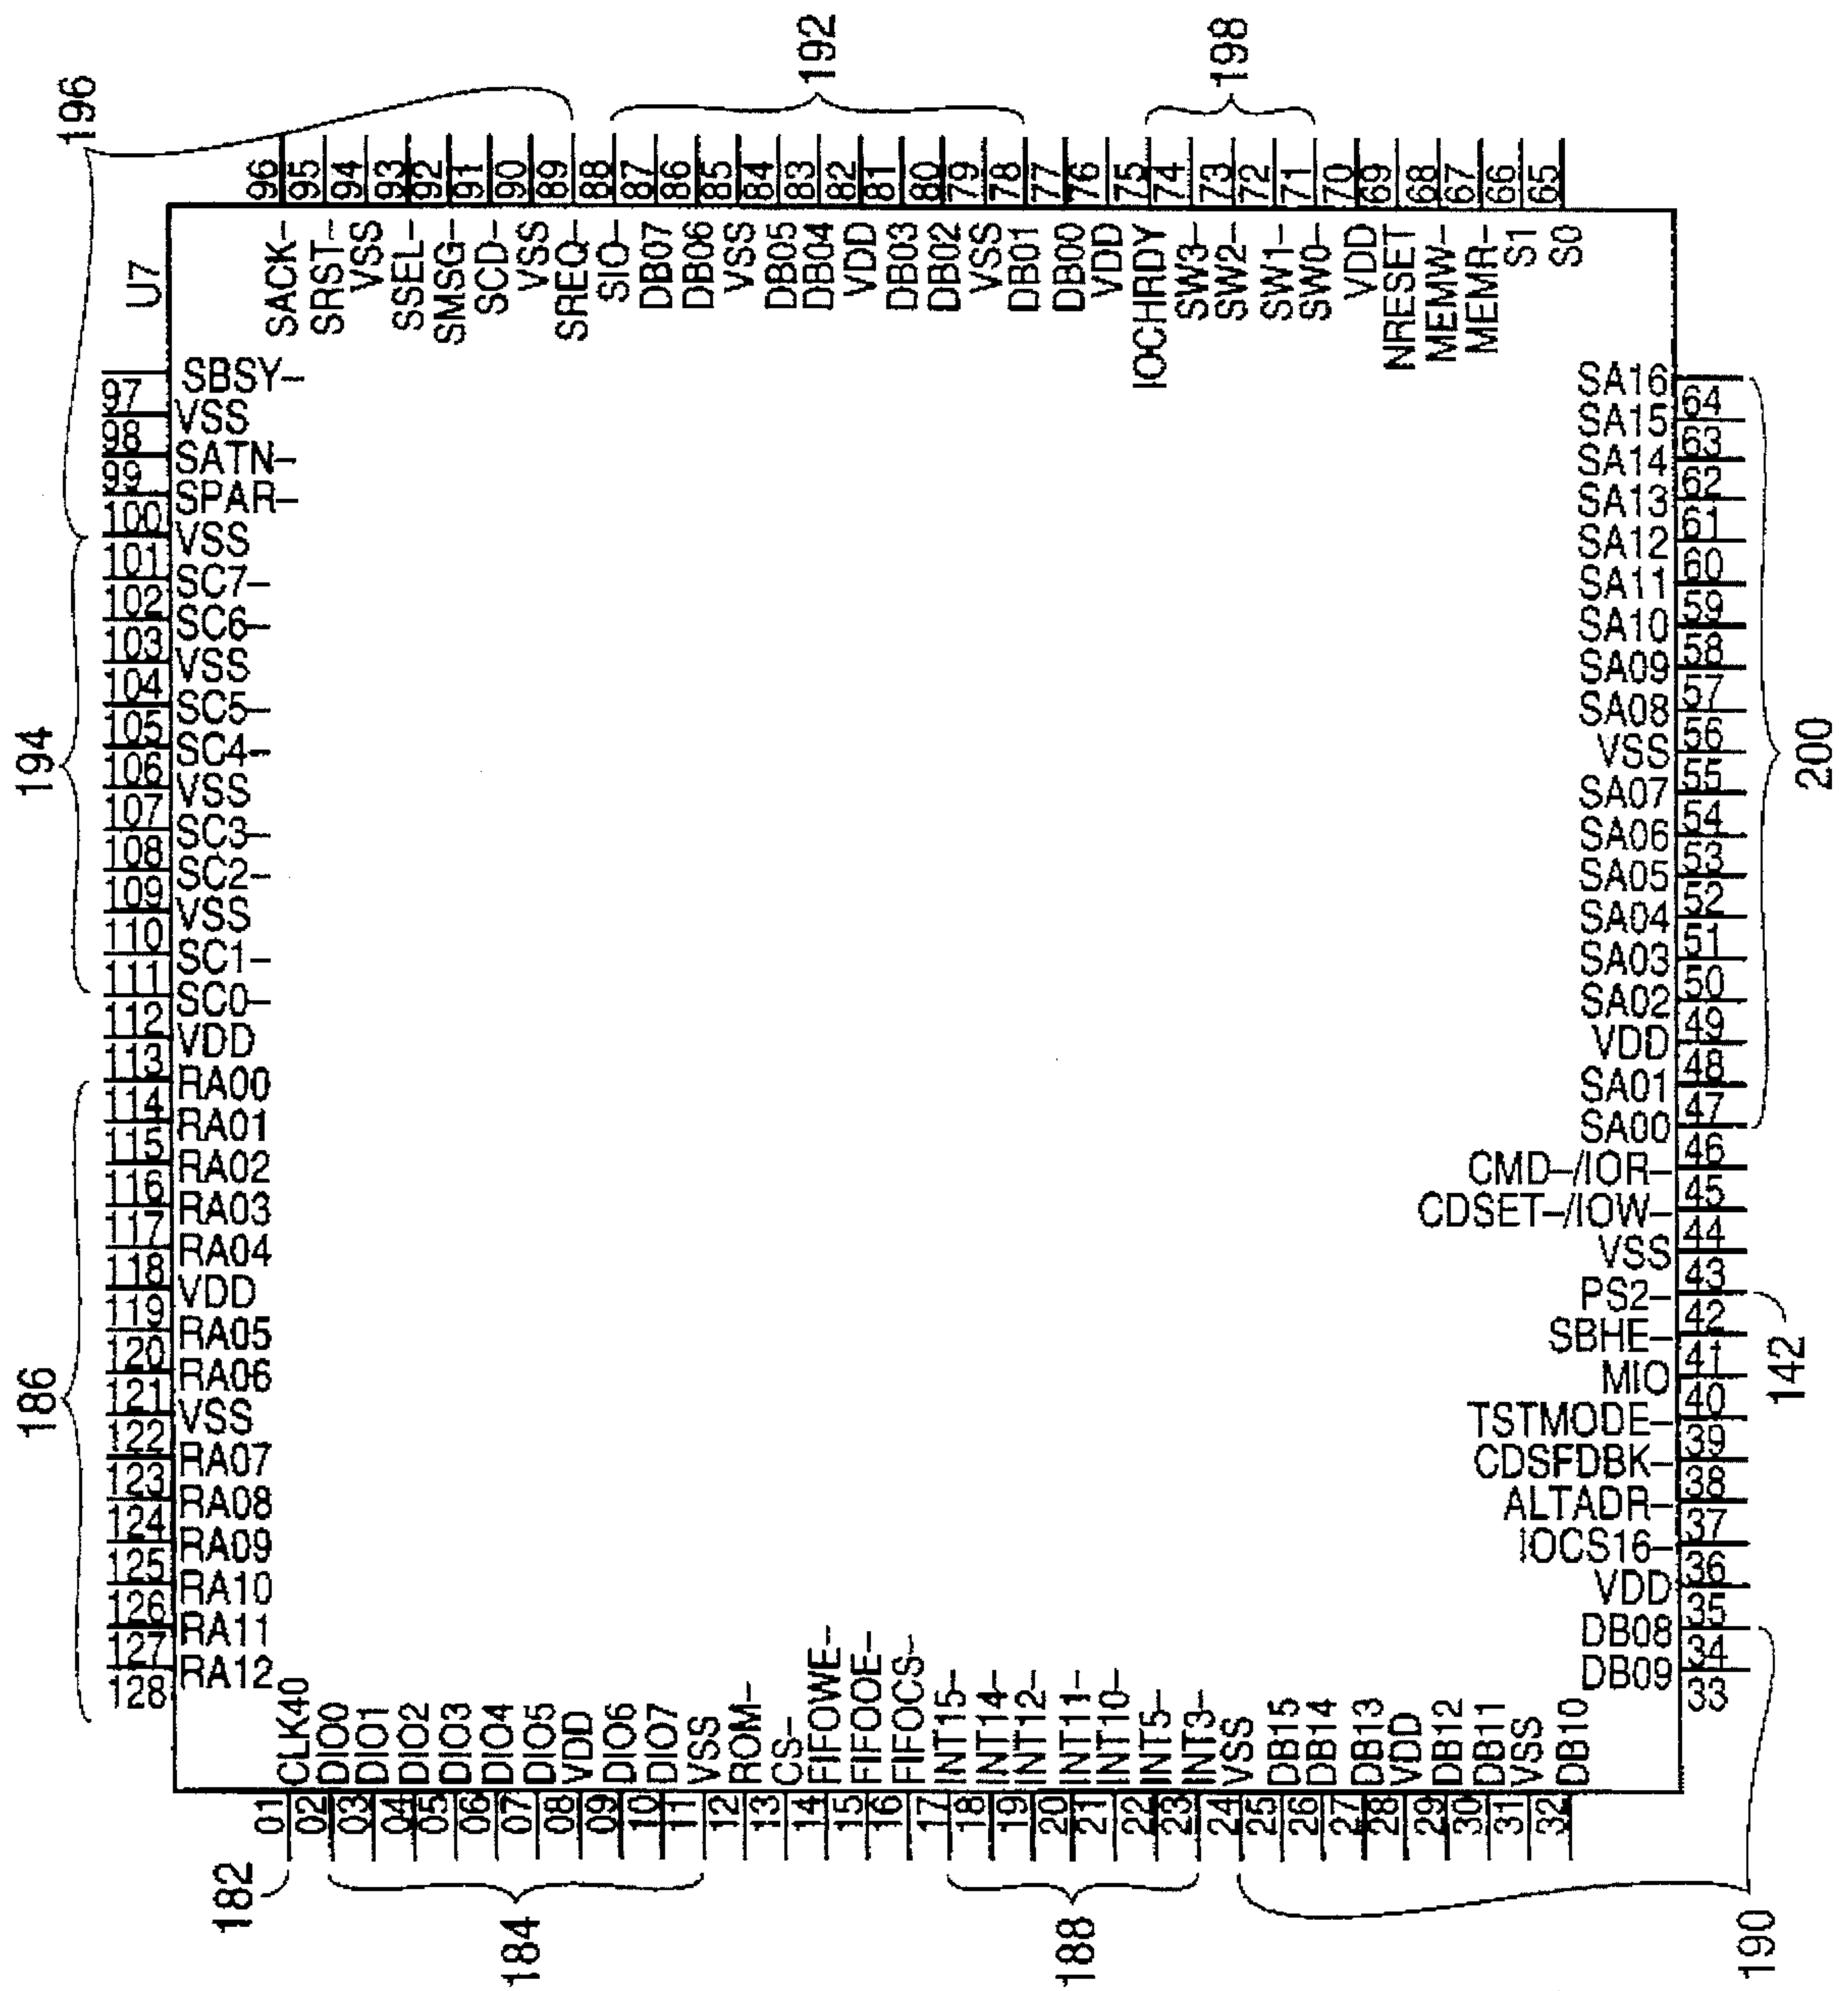 196
192
198
96 SACK-
95 SRST-
94 VSS
93 SSEL-
92 SMSG-
91 SCD-
90 VSS
89 SREQ-
88 SIO-
87 DB07
86 DB06
85 VSS
84 DB05
83 DB04
82 VDD
81 DB03
80 DB02
79 VSS
78 DB01
77 DB00
76 VDD
75 IOCHRDY
74 SW3-
73 SW2-
72 SW1-
71 SW0-
70 VDD
69 NRESET
68 MEMW-
67 MEMR-
66 S1
65 S0
U7
194
186
97 SBSY-
98 VSS
99 SATN-
100 SPAR-
101 VSS
102 SC7-
103 SC6-
104 VSS
105 SC5-
106 SC4-
107 VSS
108 SC3-
109 SC2-
110 VSS
111 SC1-
112 SC0-
113 VDD
114 RA00
115 RA01
116 RA02
117 RA03
118 RA04
119 VDD
120 RA05
121 RA06
122 VSS
123 RA07
124 RA08
125 RA09
126 RA10
127 RA11
128 RA12
SA16 64
SA15 63
SA14 62
SA13 61
SA12 60
SA11 59
SA10 58
SA09 57
SA08 56
VSS 55
SA07 54
SA06 53
SA05 52
SA04 51
SA03 50
SA02 49
VDD 48
SA01 47
SA00 46
CMD-/IOR- 45
CDSET-/IOW- 44
VSS 43
PS2- 42
SBHE- 41
MIO 40
TSTMODE- 39
CDSFDBK- 38
ALTADR- 37
IOCS16- 36
VDD 35
DB08 34
DB09 33
200
142
01 CLK40
02 DIO0
03 DIO1
04 DIO2
05 DIO3
06 DIO4
07 DIO5
08 VDD
09 DIO6
10 DIO7
11 VSS
12 ROM-
13 CS-
14 FIFOWE-
15 FIFOOE-
16 FIFOCS-
17 INT15-
18 INT14-
19 INT12-
20 INT11-
21 INT10-
22 INT5-
23 INT3-
24 VSS
25 DB15
26 DB14
27 DB13
28 VDD
29 DB12
30 DB11
31 VSS
32 DB10
182
184
188
190